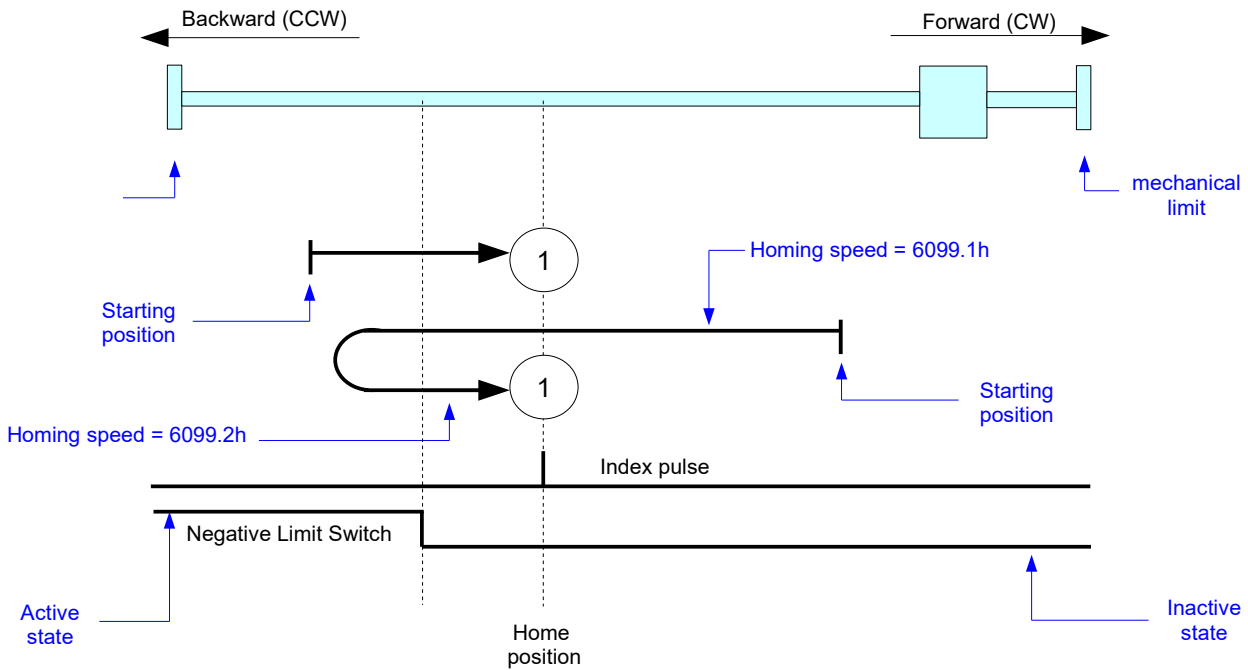 Backward (CCW)
Forward (CW)
mechanical
limit
1
Homing speed = 6099.1h
Starting
position
1
Starting
position
Homing speed = 6099.2h
Index pulse
Negative Limit Switch
Active
state
Inactive
state
Home
position